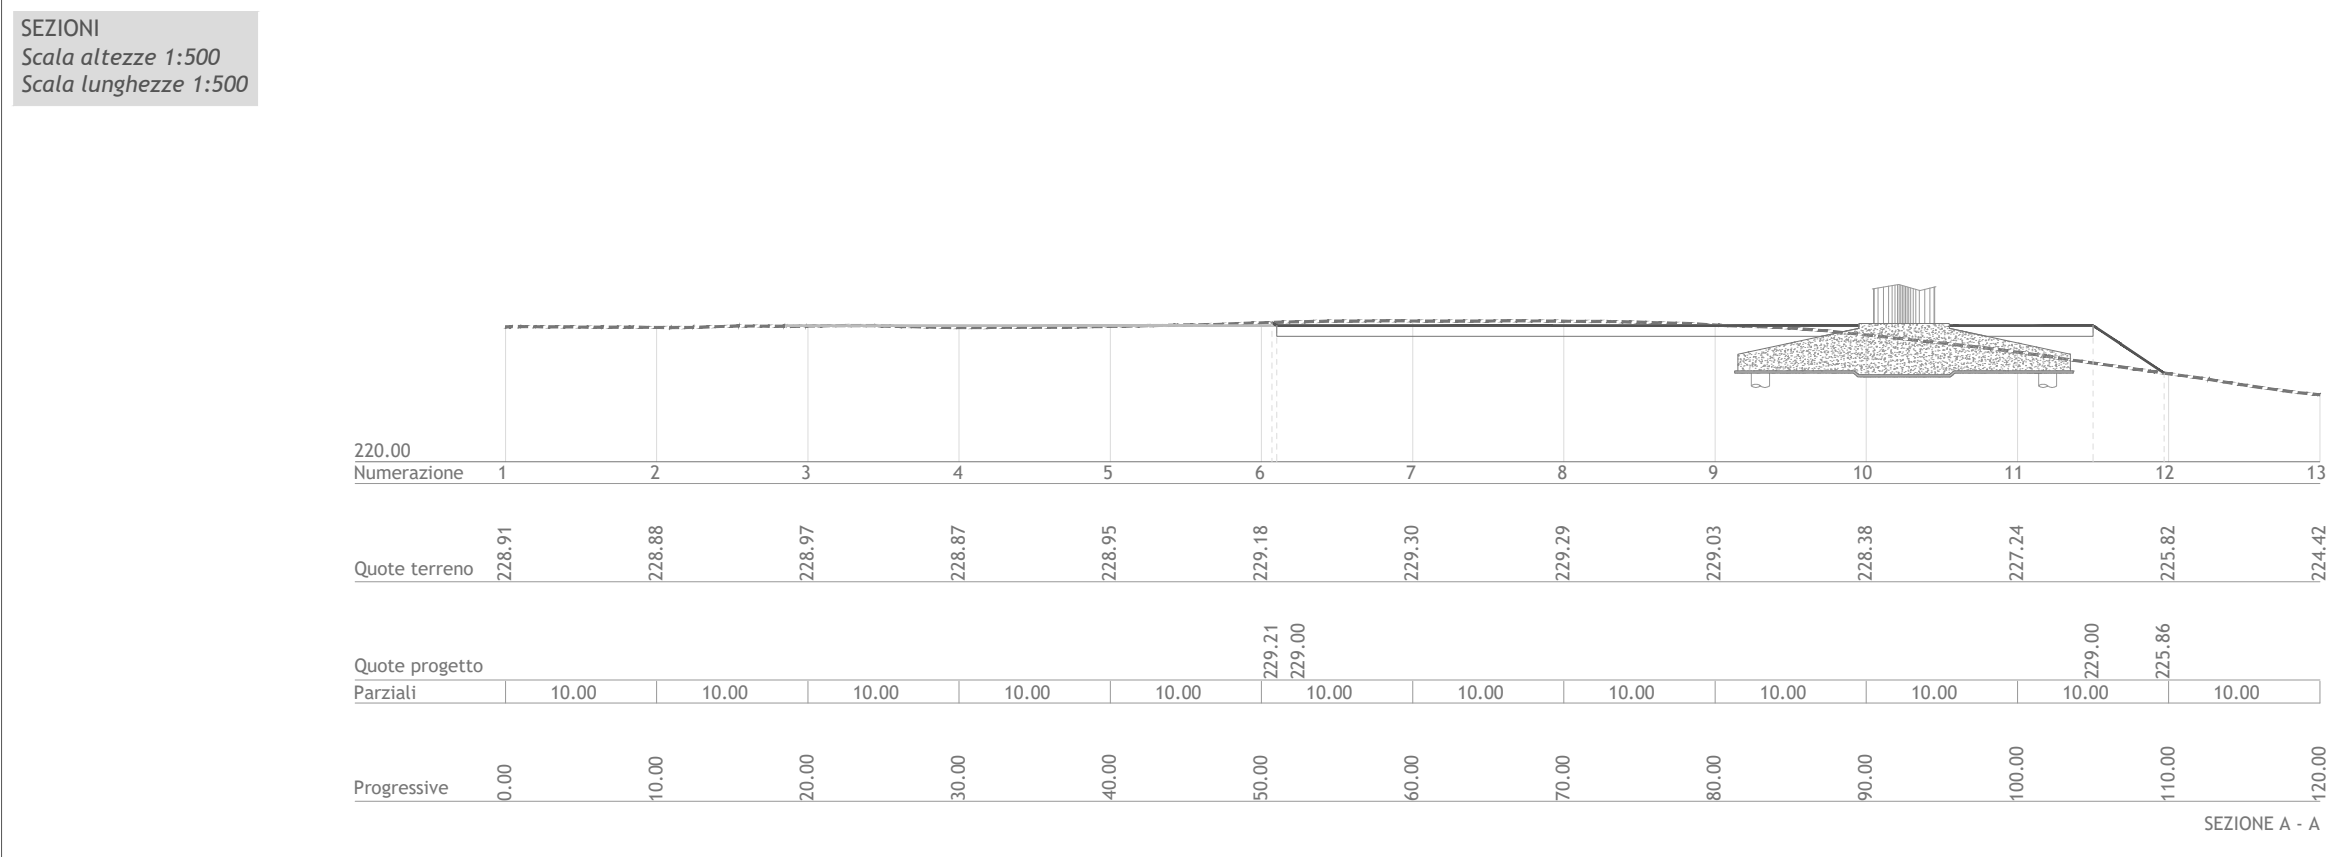 SEZIONI
Scala altezze 1:500
Scala lunghezze 1:500
220.00
Numerazione 1 2 3 4 5 6 7 8 9 10 11 12 13
Quote terreno 228.91 228.88 228.97 228.87 228.95 229.18 229.30 229.29 229.03 228.38 227.24 225.82 224.42
Quote progetto 229.21 229.00 229.00 225.86
Parziali 10.00 10.00 10.00 10.00 10.00 10.00 10.00 10.00 10.00 10.00 10.00 10.00
Progressive 0.00 10.00 20.00 30.00 40.00 50.00 60.00 70.00 80.00 90.00 100.00 110.00 120.00
SEZIONE A - A